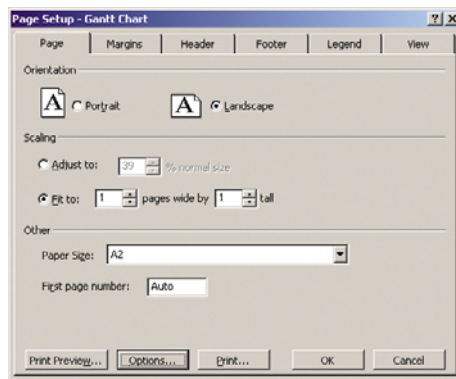 Page Setup - Gantt Chart
Page Margins Header Footer Legend View
Orientation
A Portrait A Landscape
Scaling
Adjust to: 39 % normal size
Fit to: 1 pages wide by 1 tall
Other
Paper Size: A2
First page number: Auto
Print Preview... Options... Print... OK Cancel